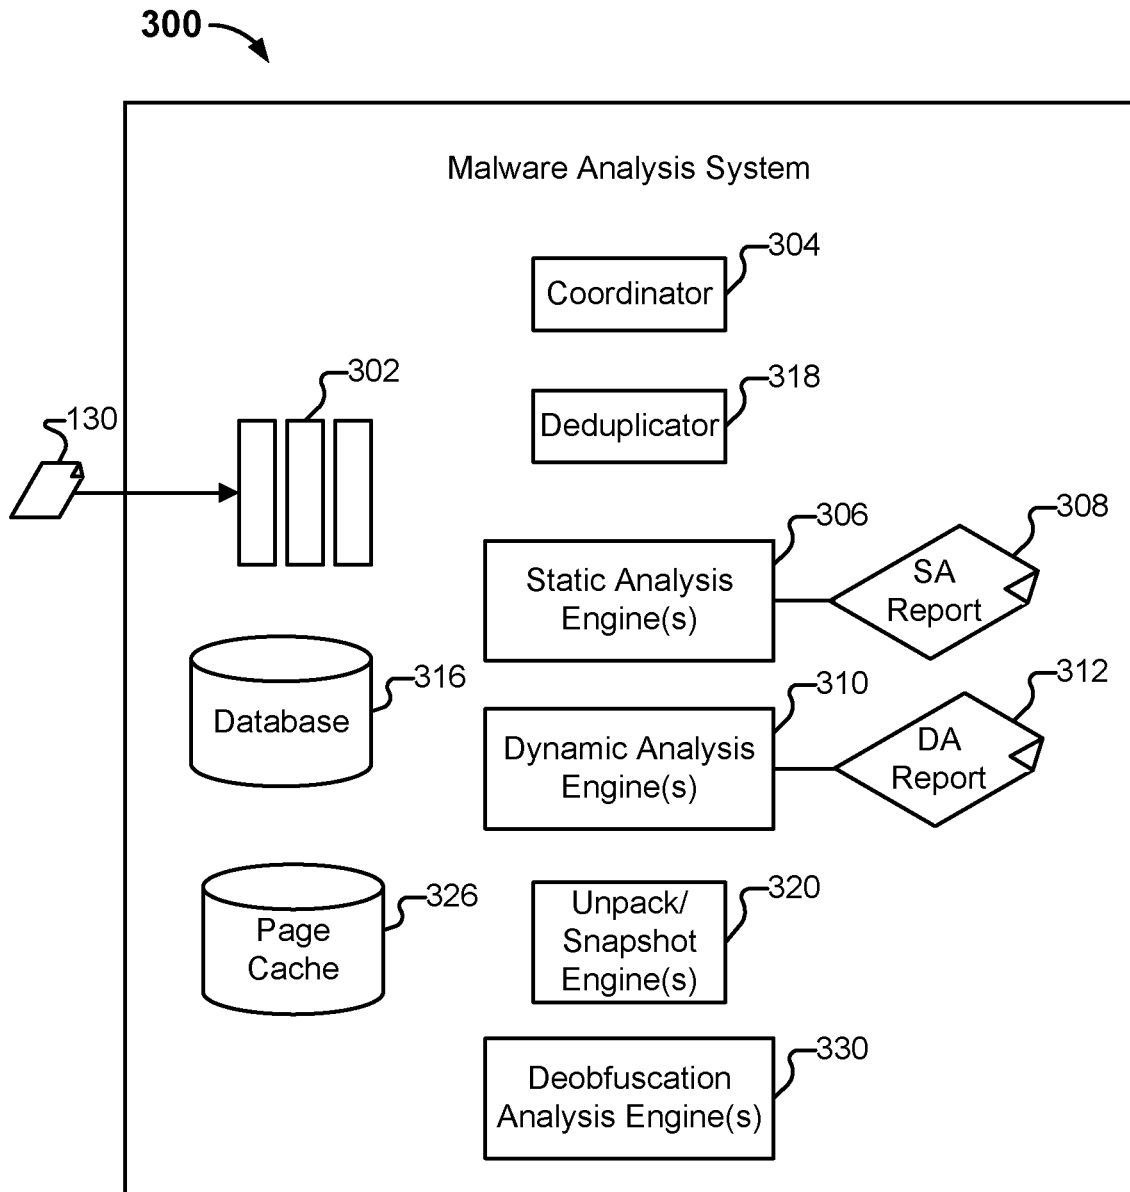 300
Malware Analysis System
304
Coordinator
302
318
130
Deduplicator
306
308
Static Analysis
Engine(s)
SA
Report
316
Database
310
312
Dynamic Analysis
Engine(s)
DA
Report
326
Page
Cache
320
Unpack/
Snapshot
Engine(s)
330
Deobfuscation
Analysis Engine(s)